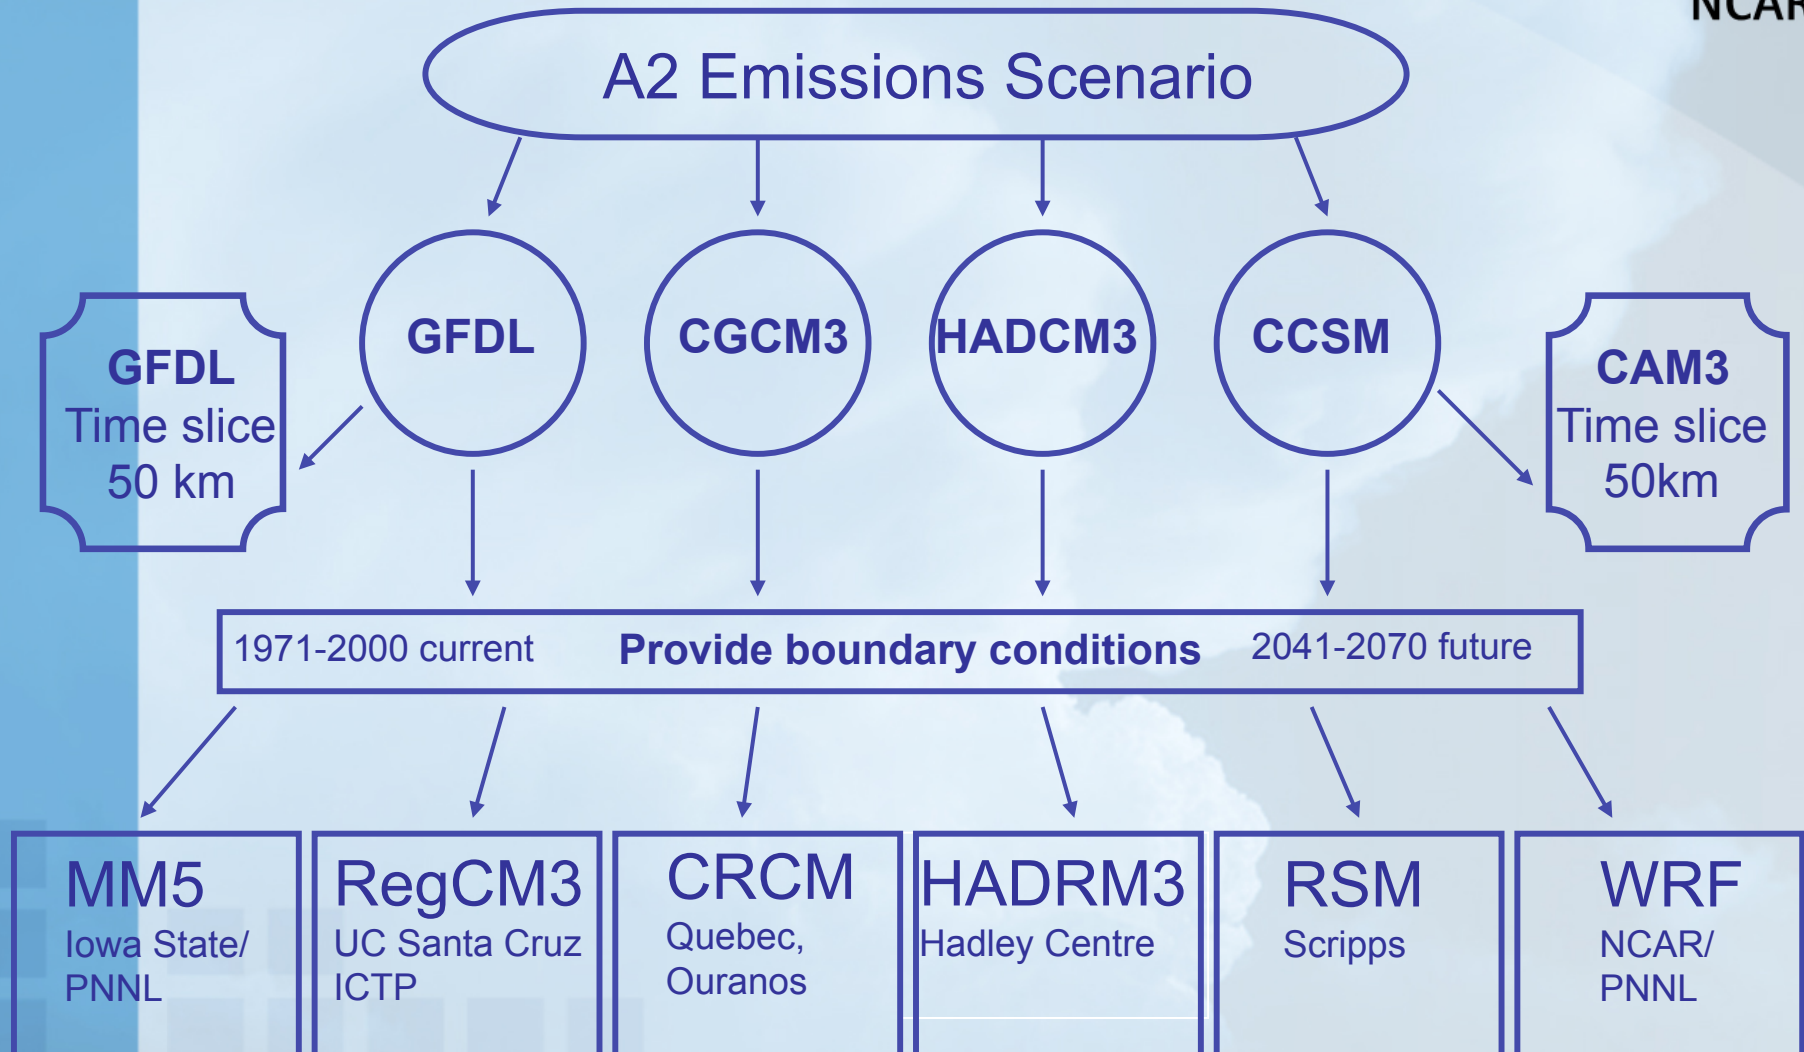 NCAR
A2 Emissions Scenario
GFDL
CGCM3
HADCM3
CCSM
GFDL
Time slice
50 km
CAM3
Time slice
50km
1971-2000 current
Provide boundary conditions
2041-2070 future
MM5
Iowa State/
PNNL
RegCM3
UC Santa Cruz
ICTP
CRCM
Quebec,
Ouranos
HADRM3
Hadley Centre
RSM
Scripps
WRF
NCAR/
PNNL